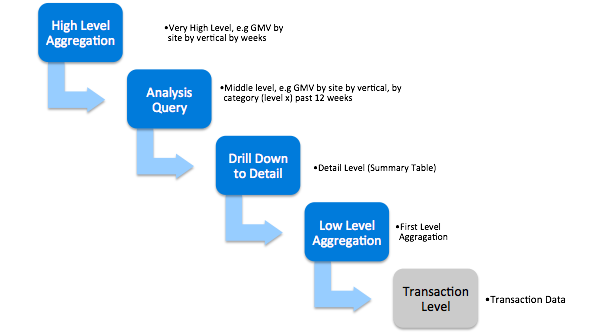 High Level
Aggregation
•Very High Level, e.g GMV by
site by vertical by weeks
Analysis
Query
•Middle level, e.g GMV by site by vertical, by
category (level x) past 12 weeks
Drill Down
to Detail
•Detail Level (Summary Table)
Low Level
Aggregation
•First Level
Aggragation
Transaction
Level
•Transaction Data